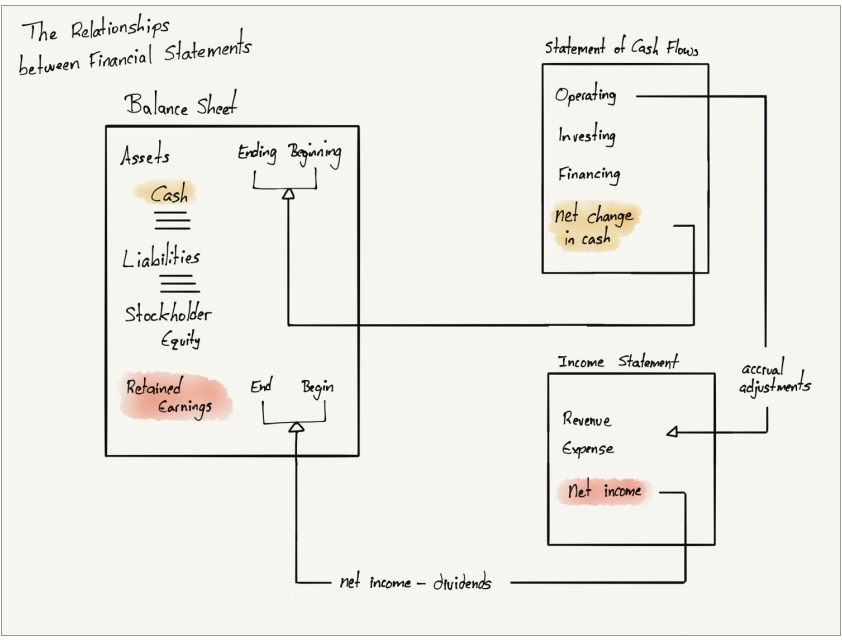 The Relationships
between Financial Statements
Balance Sheet
Assets
Ending Beginning
Cash
Liabilities
Stockholder
Equity
Retained
Earnings
End Begin
Statement of Cash Flows
Operating
Investing
Financing
net change
in cash
accrual
adjustments
Income Statement
Revenue
Expense
Net income
net income - dividends